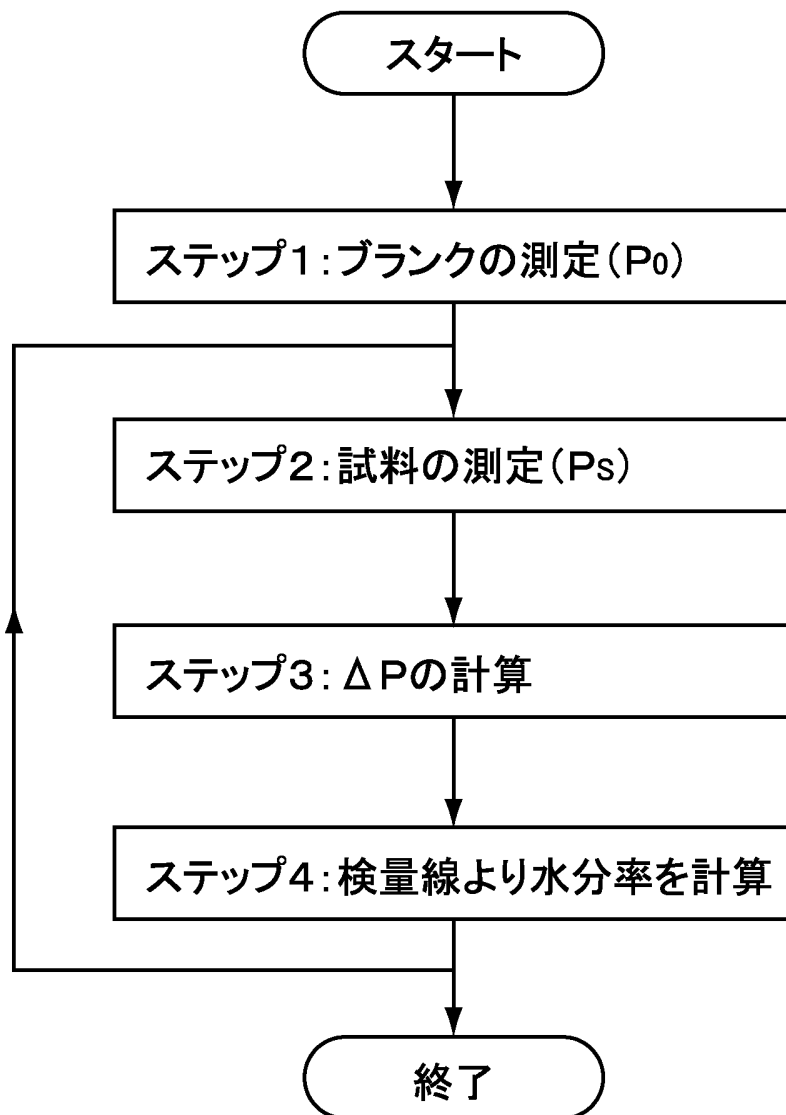 スタート
ステップ1：ブランクの測定（P0）
ステップ2：試料の測定（Ps）
ステップ3：ΔPの計算
ステップ4：検量線より水分率を計算
終了